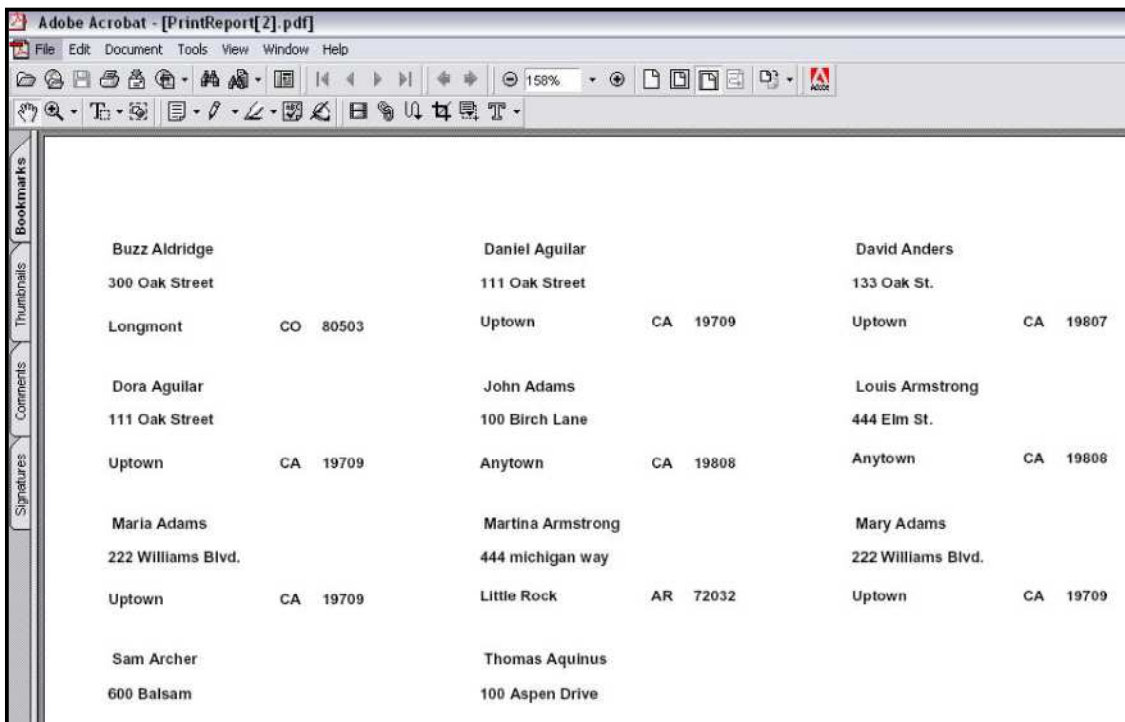 Adobe Acrobat - [PrintReport[2].pdf]
File Edit Document Tools View Window Help
158%
Adobe
Bookmarks
Thumbnails
Comments
Signatures
Buzz Aldridge Daniel Aguilar David Anders
300 Oak Street 111 Oak Street 133 Oak St.
Longmont CO 80503 Uptown CA 19709 Uptown CA 19807
Dora Aguilar John Adams Louis Armstrong
111 Oak Street 100 Birch Lane 444 Elm St.
Uptown CA 19709 Anytown CA 19808 Anytown CA 19808
Maria Adams Martina Armstrong Mary Adams
222 Williams Blvd. 444 michigan way 222 Williams Blvd.
Uptown CA 19709 Little Rock AR 72032 Uptown CA 19709
Sam Archer Thomas Aquinus
600 Balsam 100 Aspen Drive